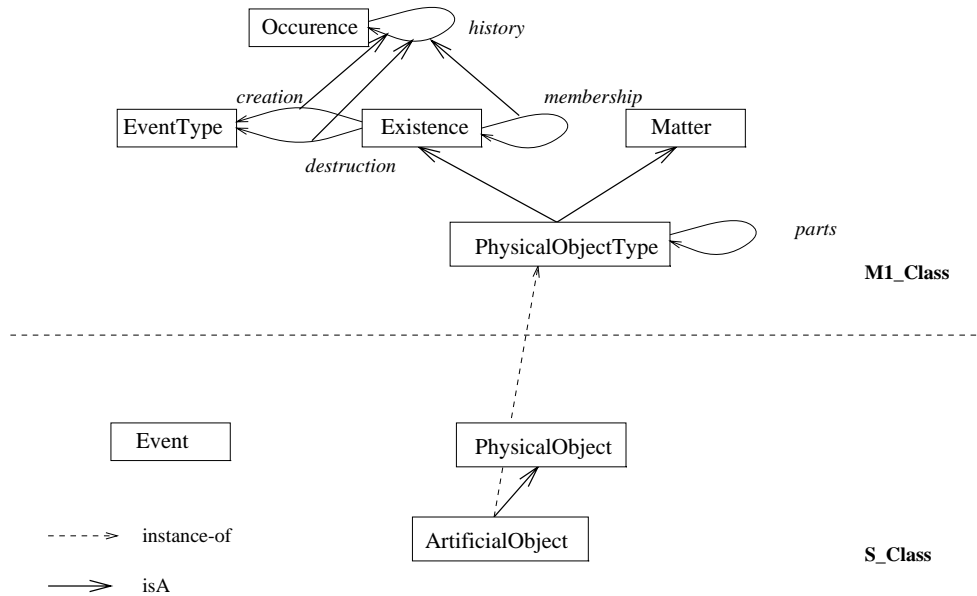 Occurence
history
creation
membership
EventType
Existence
Matter
destruction
PhysicalObjectType
parts
M1_Class
Event
PhysicalObject
instance-of
ArtificialObject
S_Class
isA